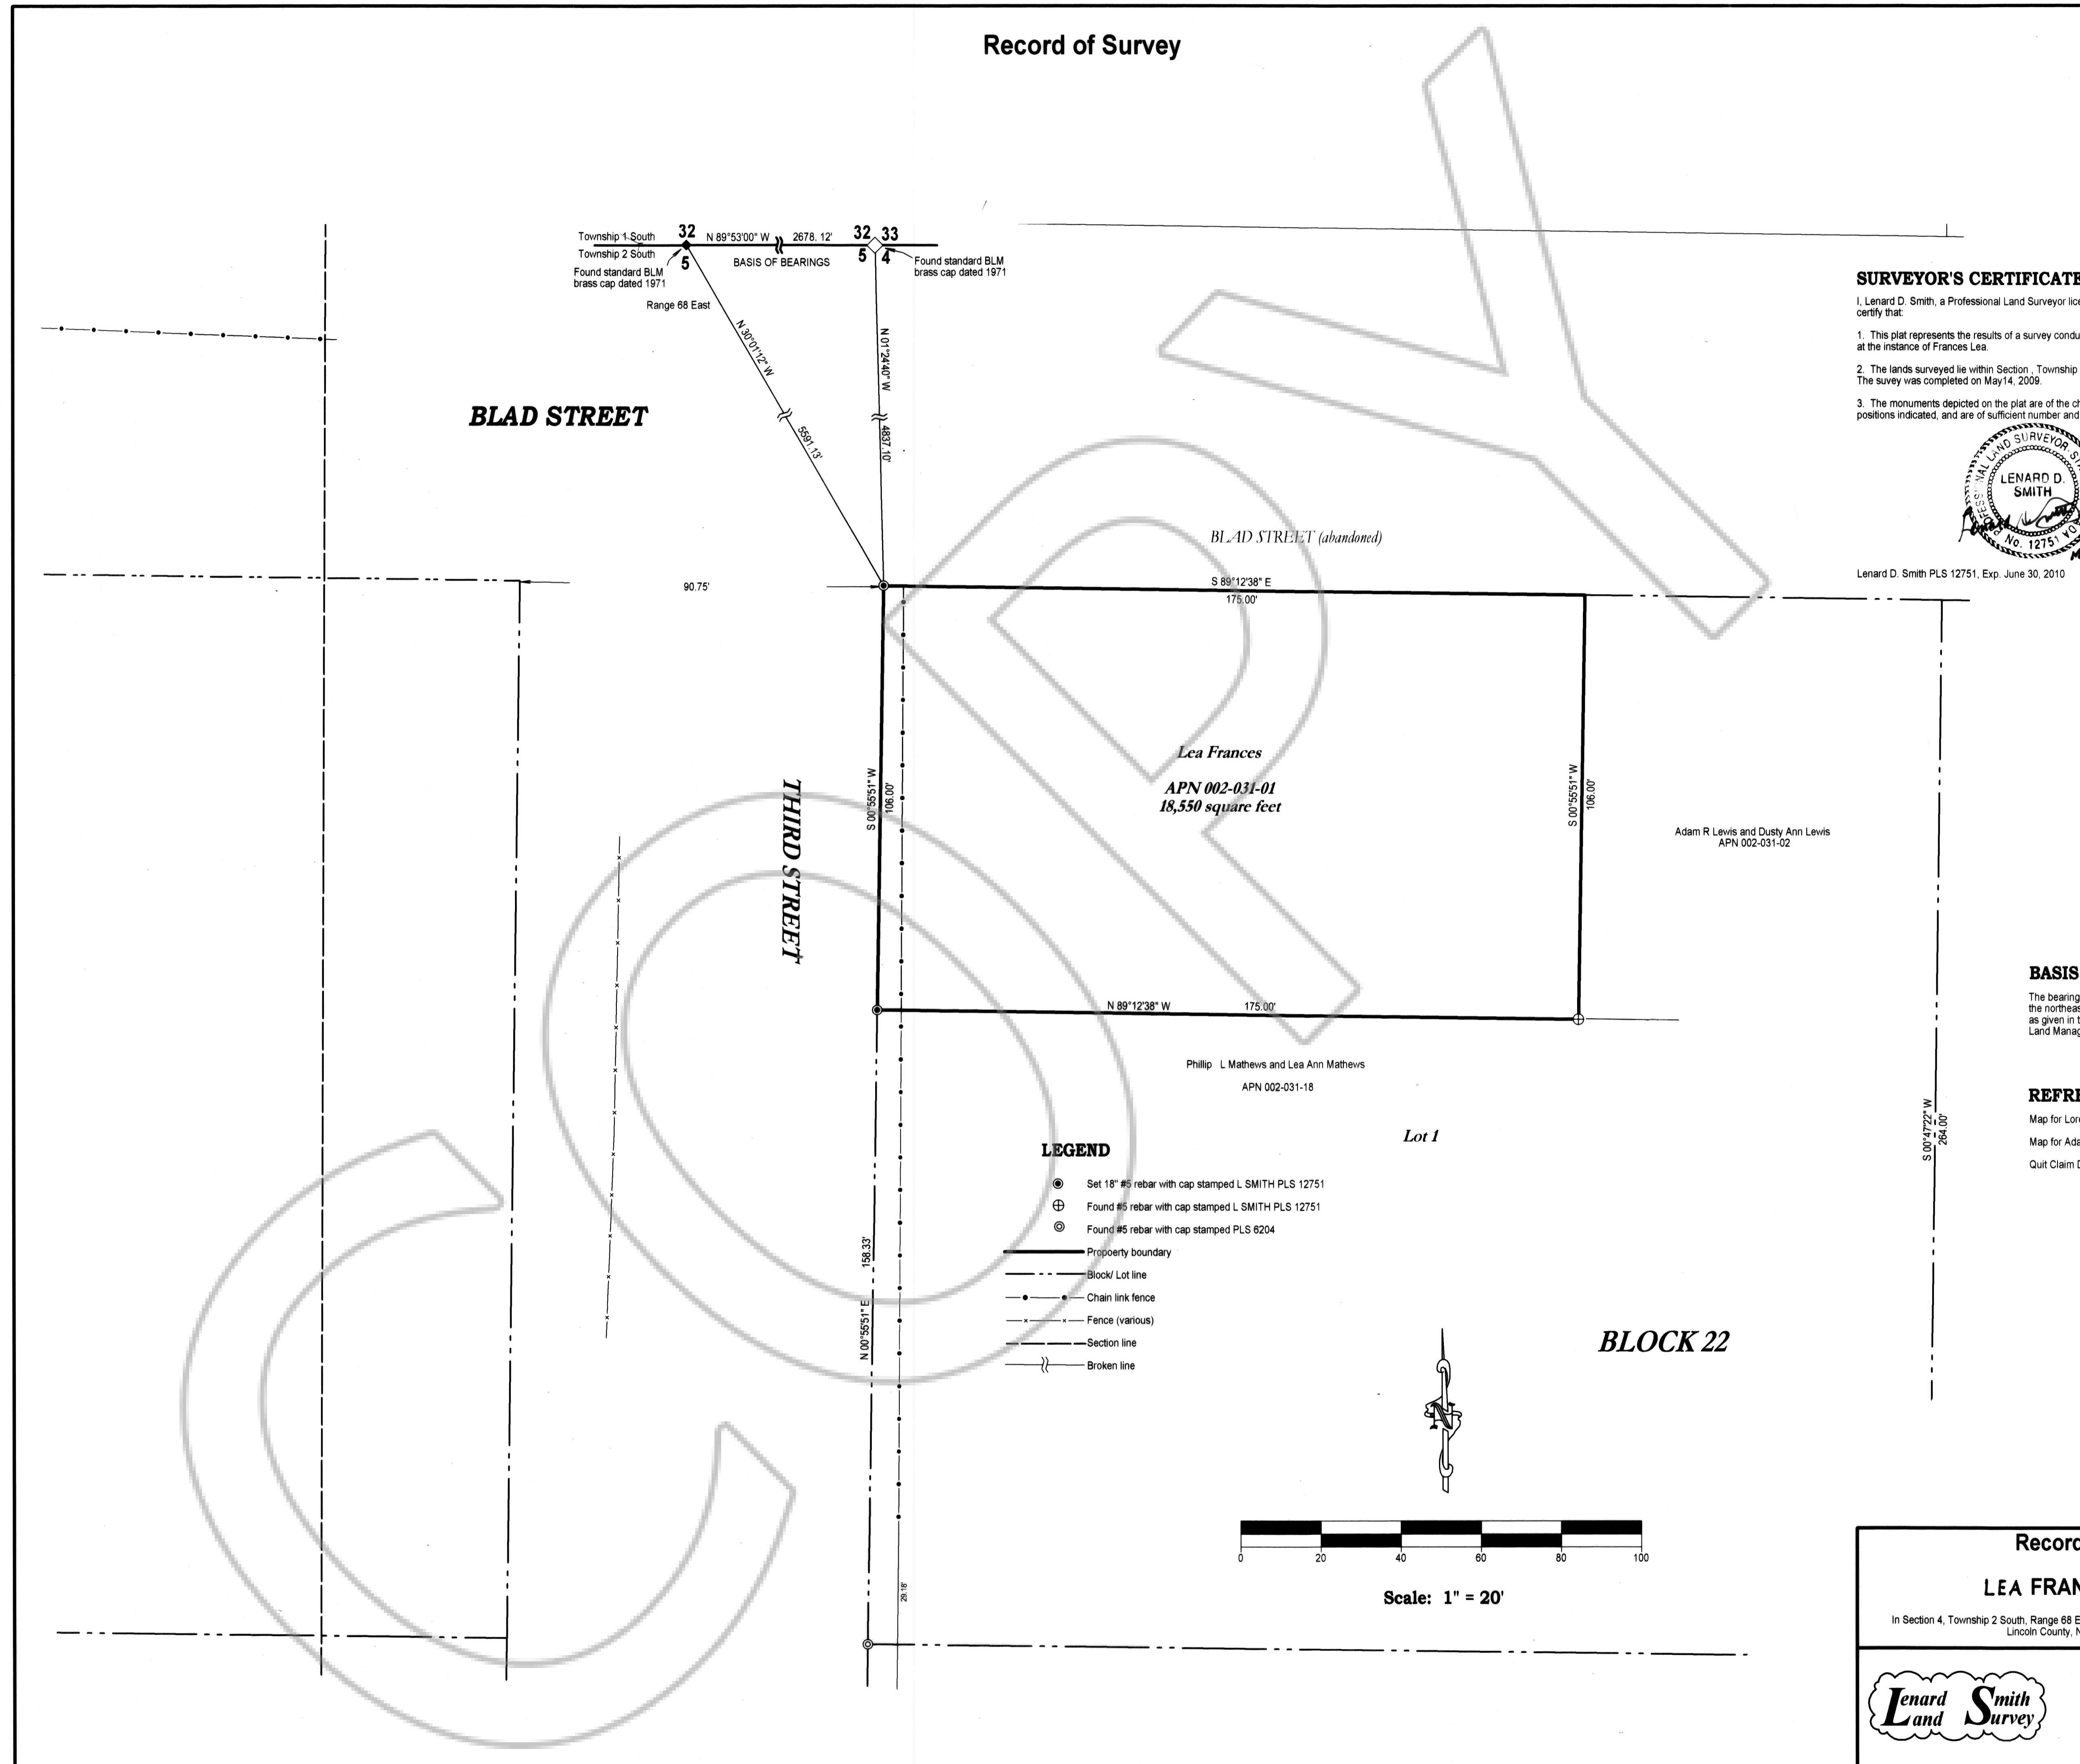 Record of Survey
Township 1 South
32
N 89°53'00" W
2678. 12'
32
33
Township 2 South
5
BASIS OF BEARINGS
5
4
Found standard BLM
brass cap dated 1971
Found standard BLM
brass cap dated 1971
Range 68 East
N 30°01'12" W
5591.13'
N 01°24'40" W
4837.10'
SURVEYOR'S CERTIFICATE
I, Lenard D. Smith, a Professional Land Surveyor
certify that:
1. This plat represents the results of a survey
at the instance of Frances Lea.
2. The lands surveyed lie within Section , Township
The suvey was completed on May14, 2009.
3. The monuments depicted on the plat are of the
positions indicated, and are of sufficient number and
LAND SURVEYOR
LENARD D.
SMITH
No. 12751
Lenard D. Smith PLS 12751, Exp. June 30, 2010
BLAD STREET
BLAD STREET (abandoned)
90.75'
S 89°12'38" E
175.00'
Lea Frances
APN 002-031-01
18,550 square feet
THIRD STREET
S 00°55'51" W
106.00'
S 00°55'51" W
106.00'
Adam R Lewis and Dusty Ann Lewis
APN 002-031-02
N 89°12'38" W
175.00'
Phillip L Mathews and Lea Ann Mathews
APN 002-031-18
Lot 1
BASIS
The bearing
the
as given in
Land
REFRE
Map for
Map for
Quit Claim
S 00°47'22" W
264.00'
LEGEND
Set 18" #5 rebar with cap stamped L SMITH PLS 12751
Found #5 rebar with cap stamped L SMITH PLS 12751
Found #5 rebar with cap stamped PLS 6204
Propoerty boundary
Block/ Lot line
Chain link fence
Fence (various)
Section line
Broken line
158.33'
N 00°55'51" E
29.18'
BLOCK 22
N
0 20 40 60 80 100
Scale: 1" = 20'
Record
LEA FRAN
In Section 4, Township 2 South, Range 68 E
Lincoln County, N
Lenard Smith
Land Survey
COPY